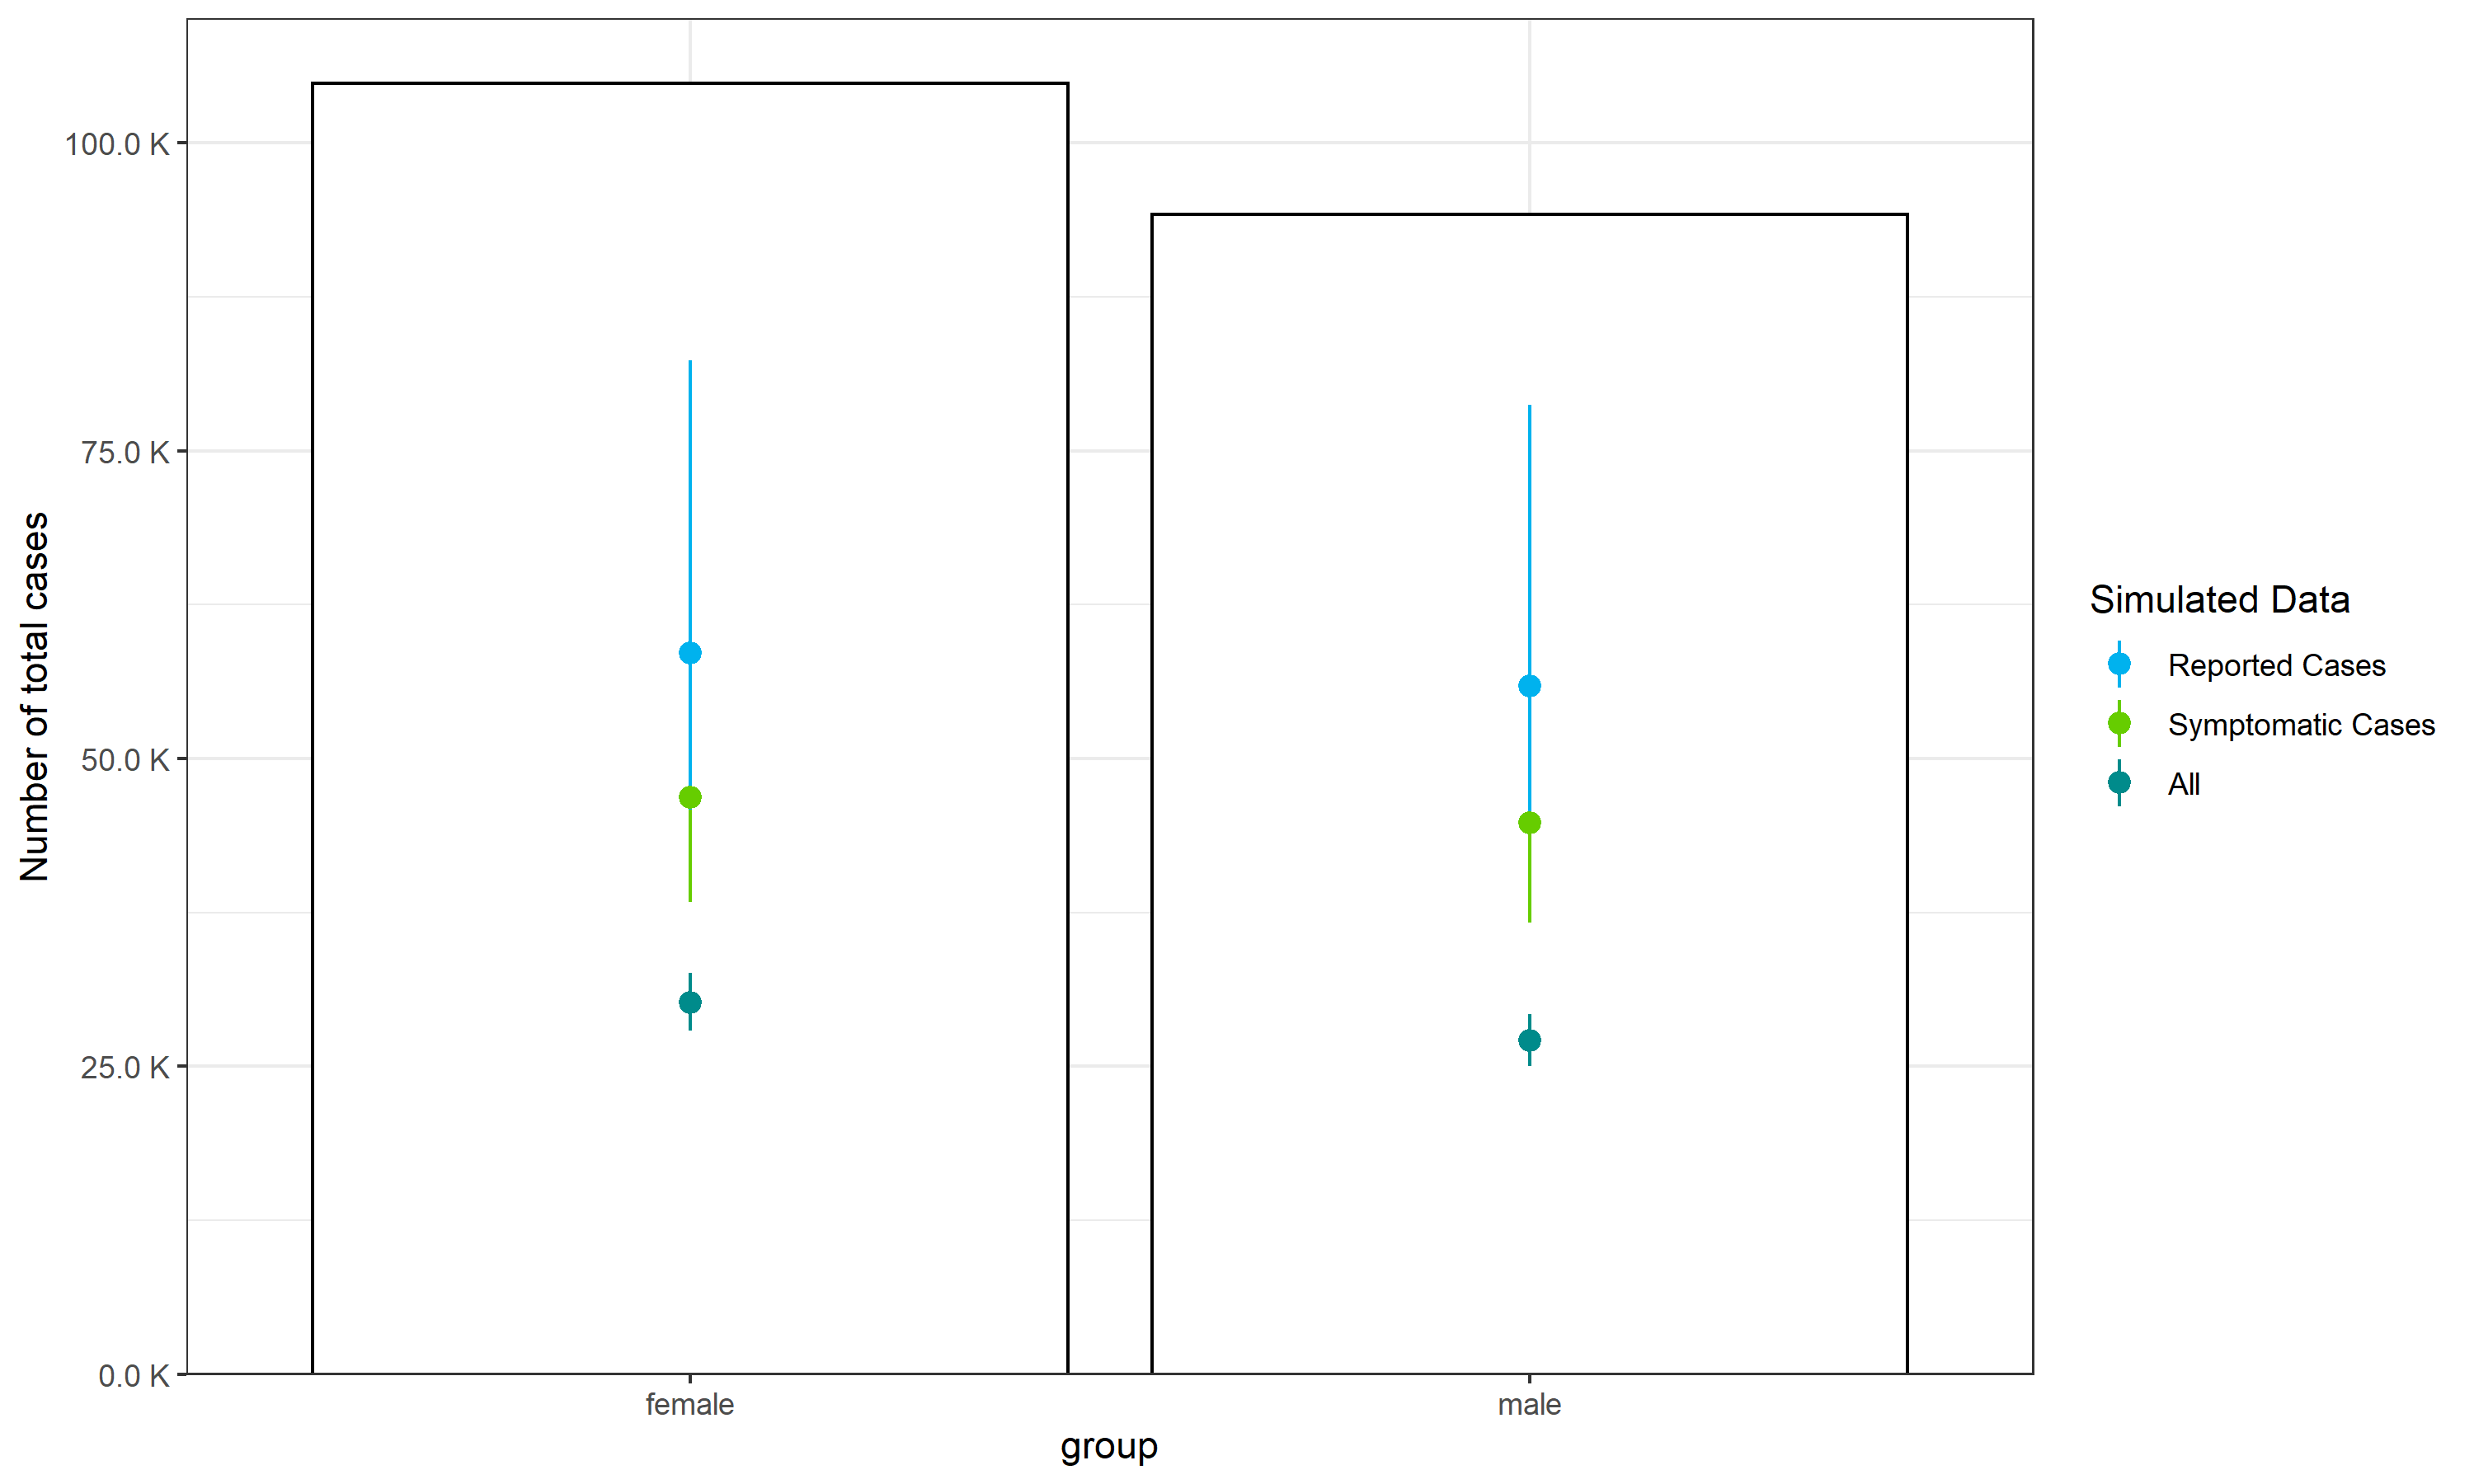 Number of total cases
100.0 K
75.0 K
50.0 K
25.0 K
0.0 K
female
male
group
Simulated Data
Reported Cases
Symptomatic Cases
All